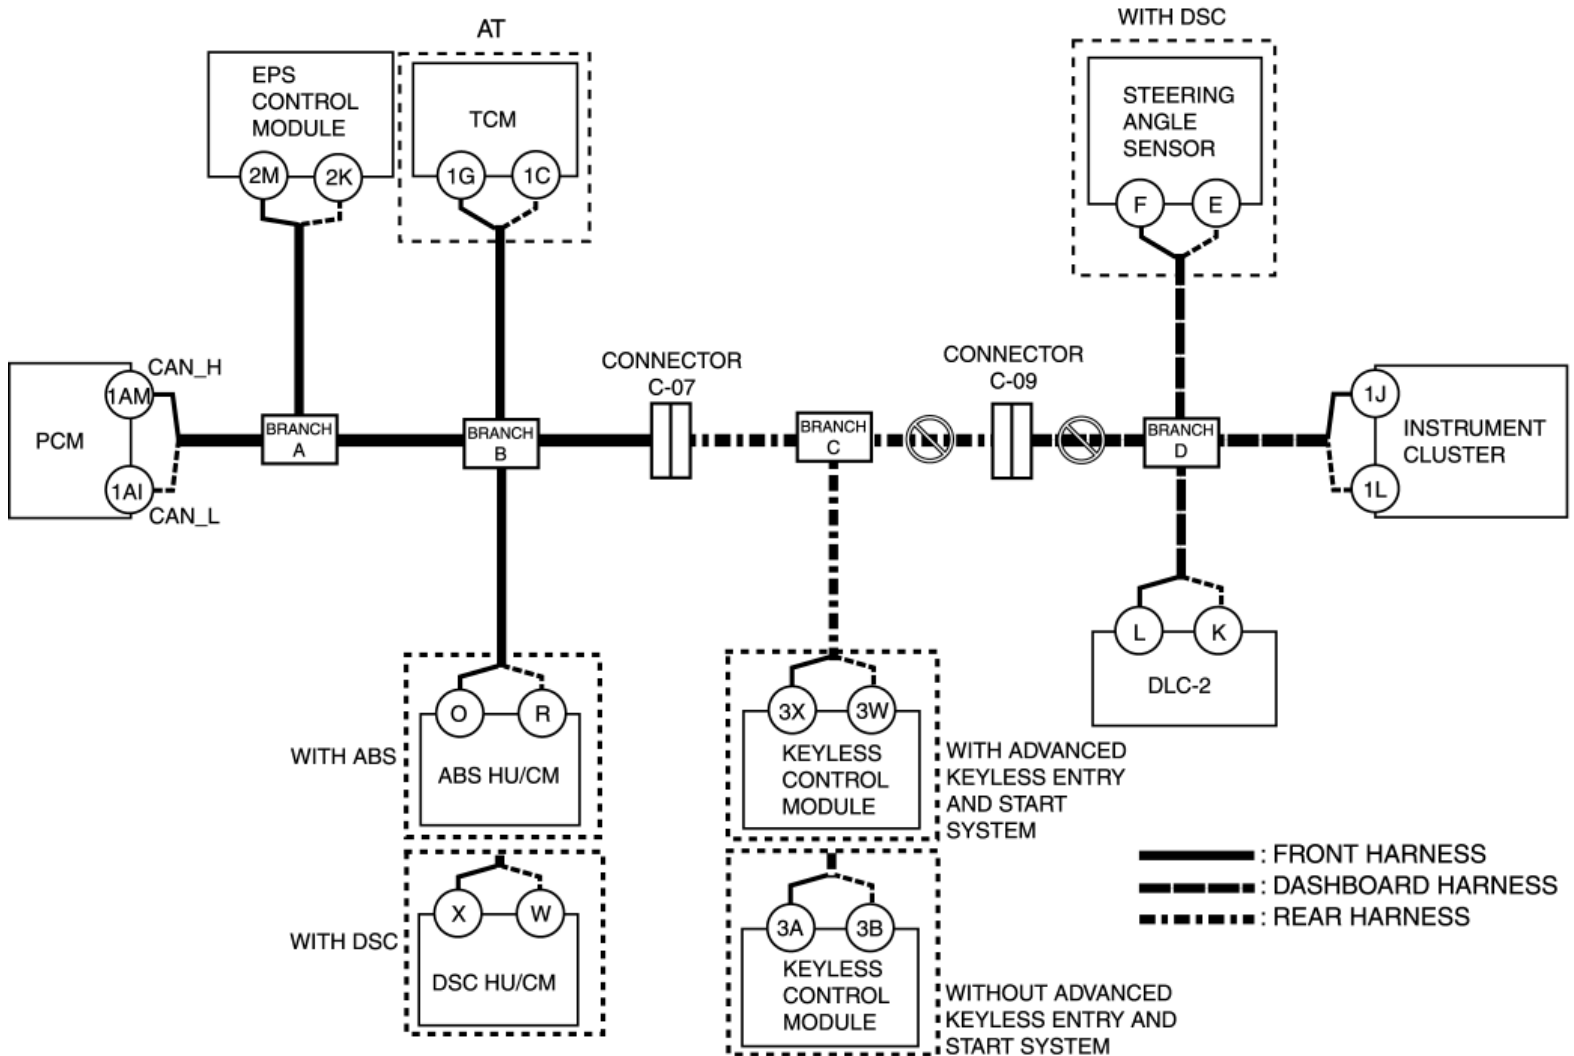 WITH DSC
AT
EPS
CONTROL
MODULE
2M
2K
TCM
1G
1C
STEERING
ANGLE
SENSOR
F
E
PCM
CAN_H
1AM
1AI
CAN_L
BRANCH
A
BRANCH
B
CONNECTOR
C-07
BRANCH
C
CONNECTOR
C-09
BRANCH
D
1J
1L
INSTRUMENT
CLUSTER
L
K
DLC-2
WITH ABS
O
R
ABS HU/CM
3X
3W
KEYLESS
CONTROL
MODULE
WITH ADVANCED
KEYLESS ENTRY
AND START
SYSTEM
WITH DSC
X
W
DSC HU/CM
3A
3B
KEYLESS
CONTROL
MODULE
WITHOUT ADVANCED
KEYLESS ENTRY AND
START SYSTEM
: FRONT HARNESS
: DASHBOARD HARNESS
: REAR HARNESS